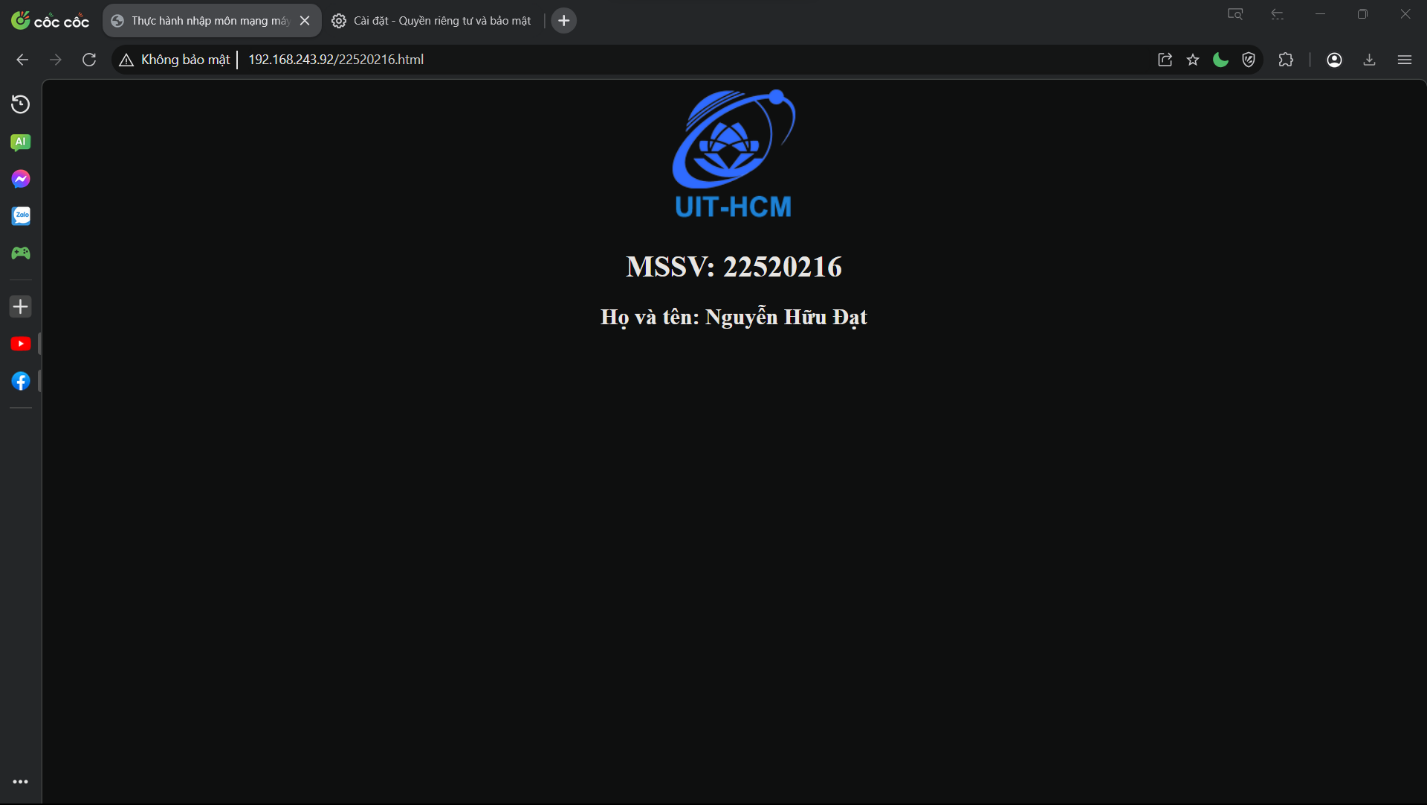 cốc cốc
Thực hành nhập môn mạng máy
Cài đặt - Quyền riêng tư và bảo mật
Không bảo mật
192.168.243.92/22520216.html
AI
Zalo
UIT-HCM
MSSV: 22520216
Họ và tên: Nguyễn Hữu Đạt